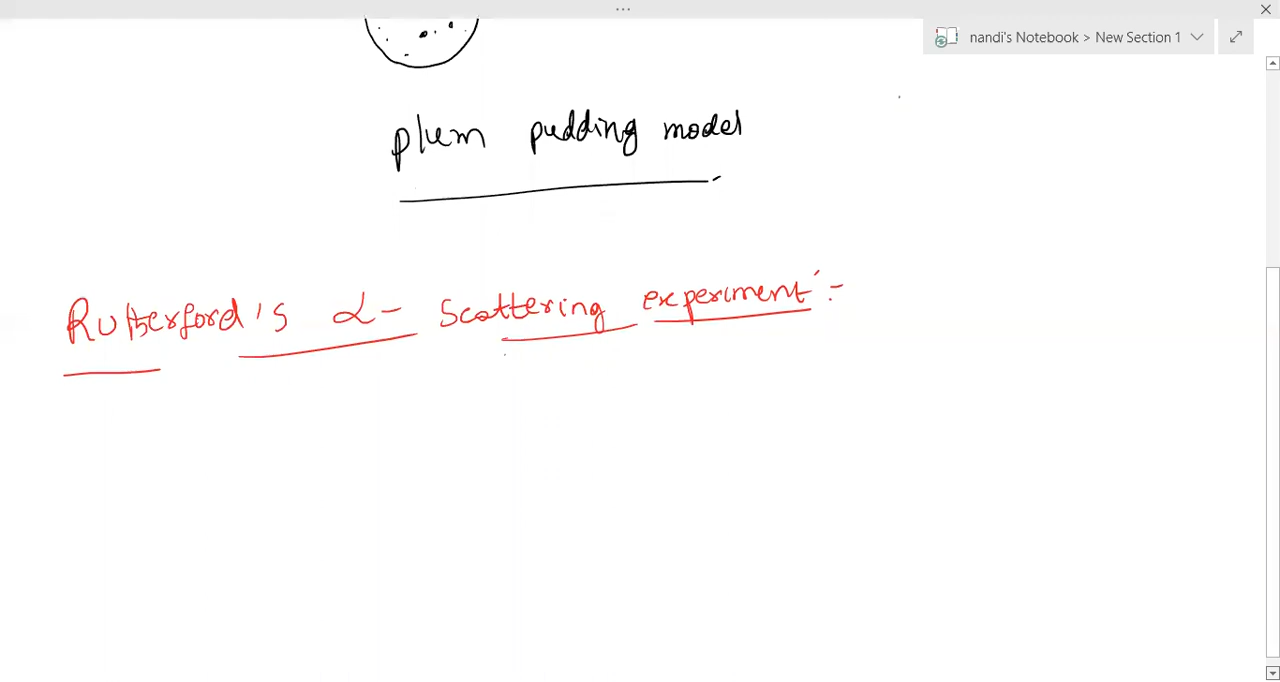 nandi's Notebook > New Section 1
plum pudding model
Rutherford's α- Scattering experiment :-